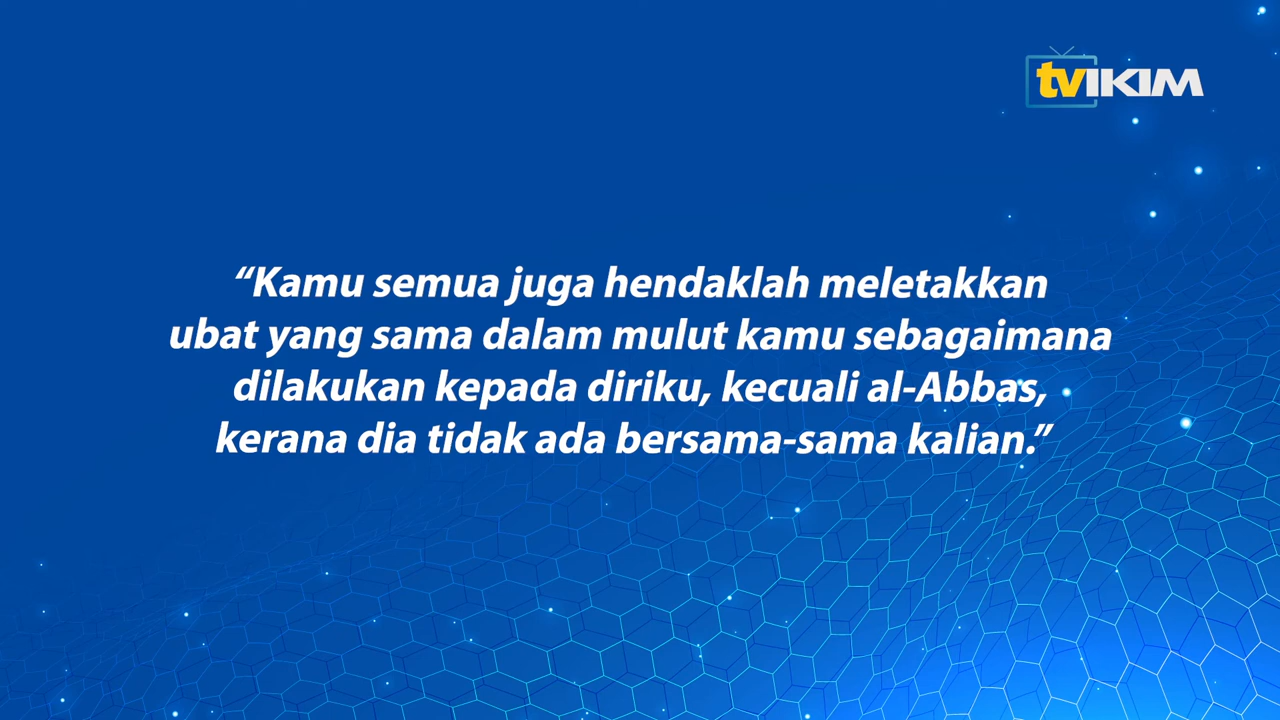 tvIKIM
“Kamu semua juga hendaklah meletakkan
ubat yang sama dalam mulut kamu sebagaimana
dilakukan kepada diriku, kecuali al-Abbas,
kerana dia tidak ada bersama-sama kalian.”